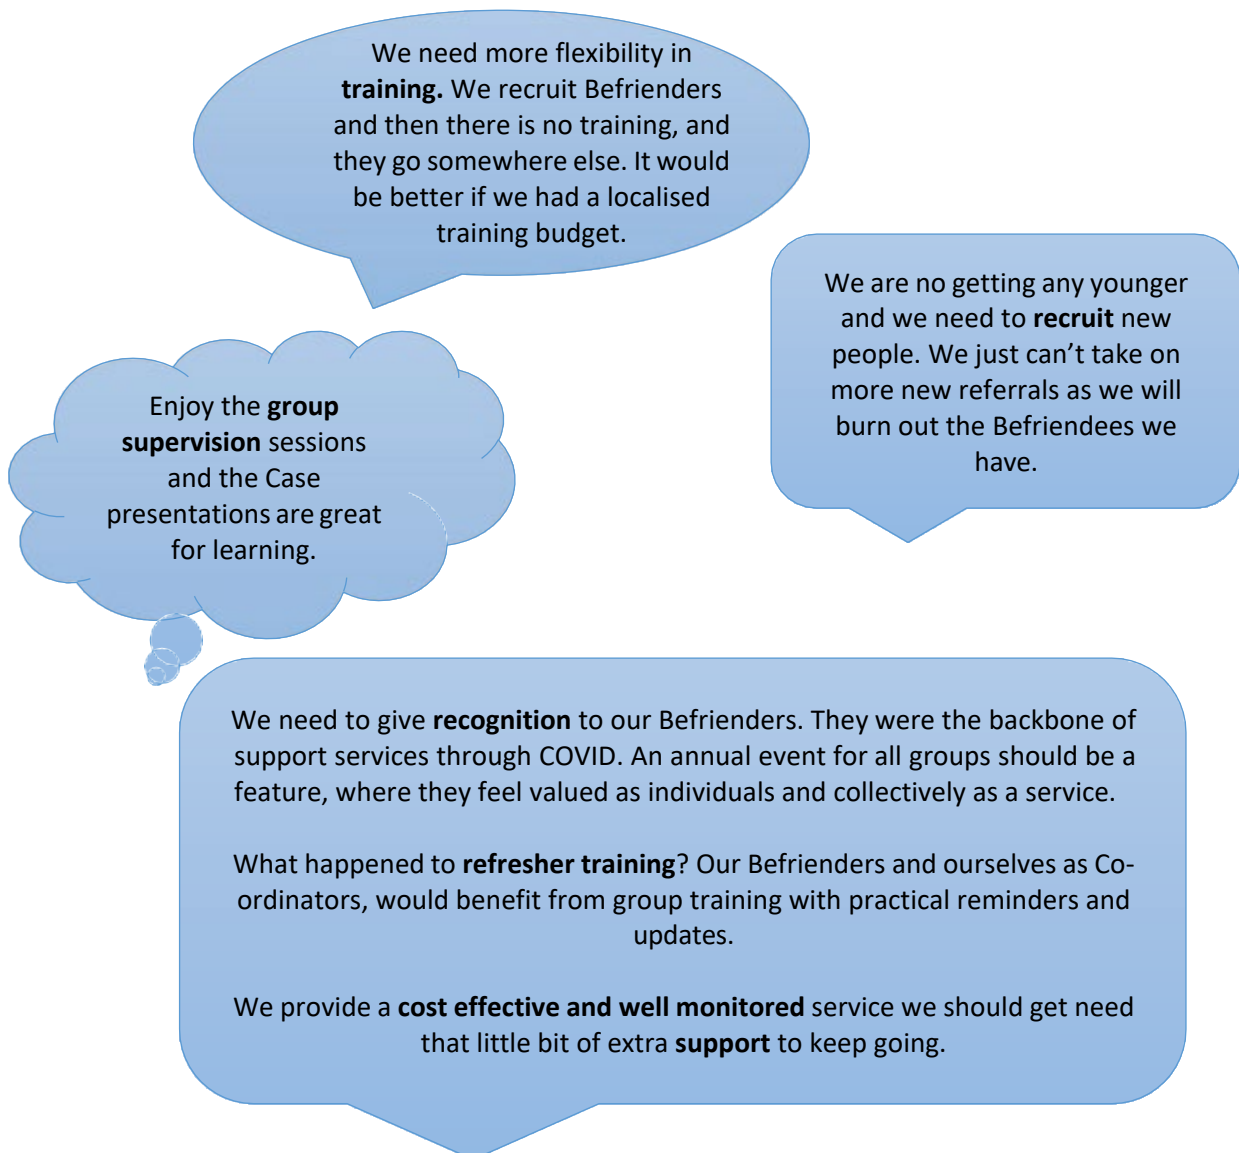 We need more flexibility in
training. We recruit Befrienders
and then there is no training, and
they go somewhere else. It would
be better if we had a localised
training budget.
We are no getting any younger
and we need to recruit new
people. We just can’t take on
more new referrals as we will
burn out the Befriendees we
have.
Enjoy the group
supervision sessions
and the Case
presentations are great
for learning.
We need to give recognition to our Befrienders. They were the backbone of
support services through COVID. An annual event for all groups should be a
feature, where they feel valued as individuals and collectively as a service.
What happened to refresher training? Our Befrienders and ourselves as Co-
ordinators, would benefit from group training with practical reminders and
updates.
We provide a cost effective and well monitored service we should get need
that little bit of extra support to keep going.